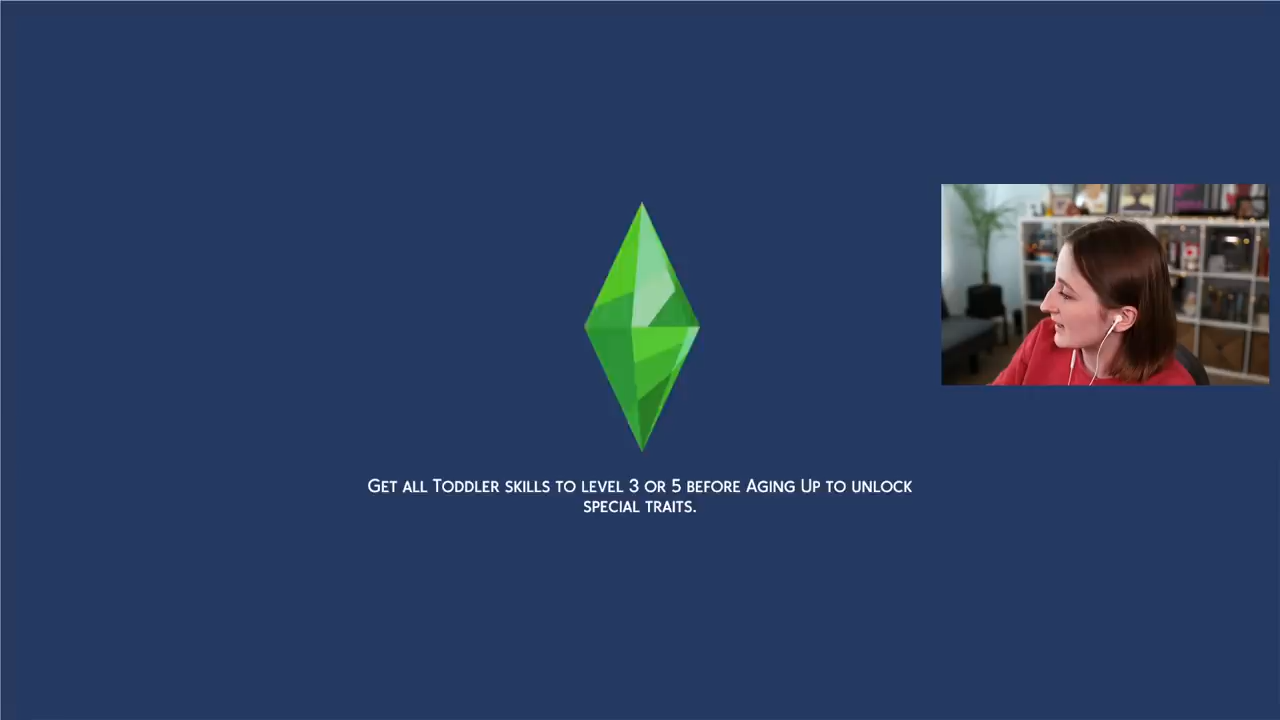 Get all Toddler skills to level 3 or 5 before Aging Up to unlock
special traits.